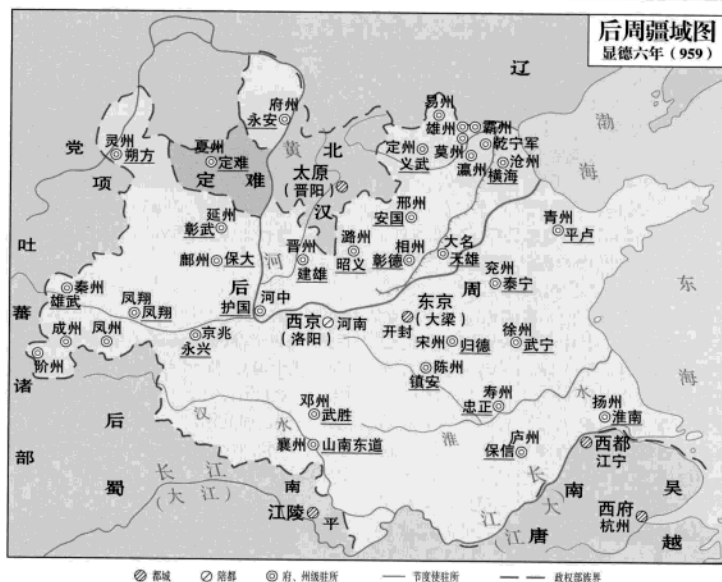 后周疆域图
显德六年（959）
辽
渤
海
易州
雄州
霸州
府州
永安
灵州
朔方
党
项
夏州
定难
定难
黄
北
汉
太原
（晋阳）
定州
义武
莫州
乾宁军
瀛州
沧州
横海
邢州
安国
青州
平卢
延州
彰武
鄜州
保大
河
晋州
建雄
潞州
昭义
相州
彰德
大名
天雄
兖州
泰宁
东
海
吐
蕃
诸
部
秦州
雄武
成州
凤州
阶州
凤翔
凤翔
后
周
护国
河中
京兆
永兴
西京
（洛阳）
河南
东京
（大梁）
开封
宋州
归德
徐州
武宁
陈州
镇安
邓州
武胜
寿州
忠正
水
扬州
淮南
汉
水
淮
襄州
山南东道
庐州
保信
西都
江宁
后
蜀
长江
（大江）
南
平
江陵
长
江
大
江
南
唐
吴
越
西府
杭州
都城
陪都
府、州级驻所
节度使驻所
政权部族界